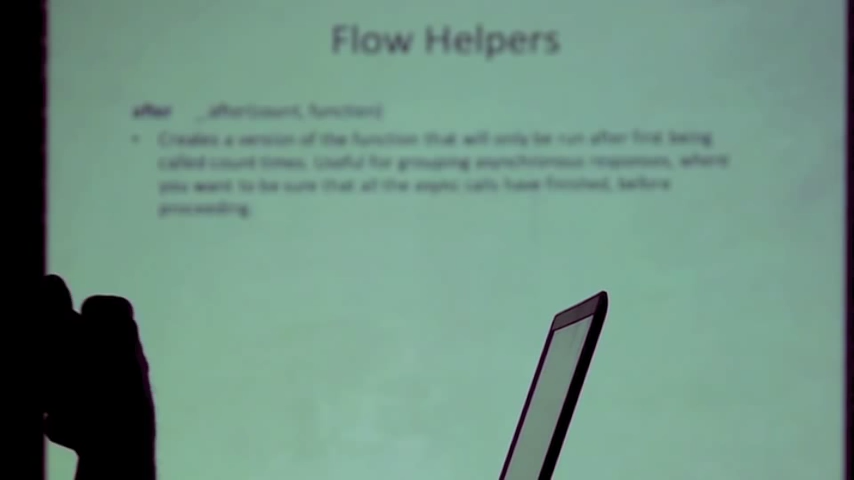 Flow Helpers
after _.after(count, function)
• Creates a version of the function that will only be run after first being
called count times. Useful for grouping asynchronous responses, where
you want to be sure that all the async calls have finished, before
proceeding.